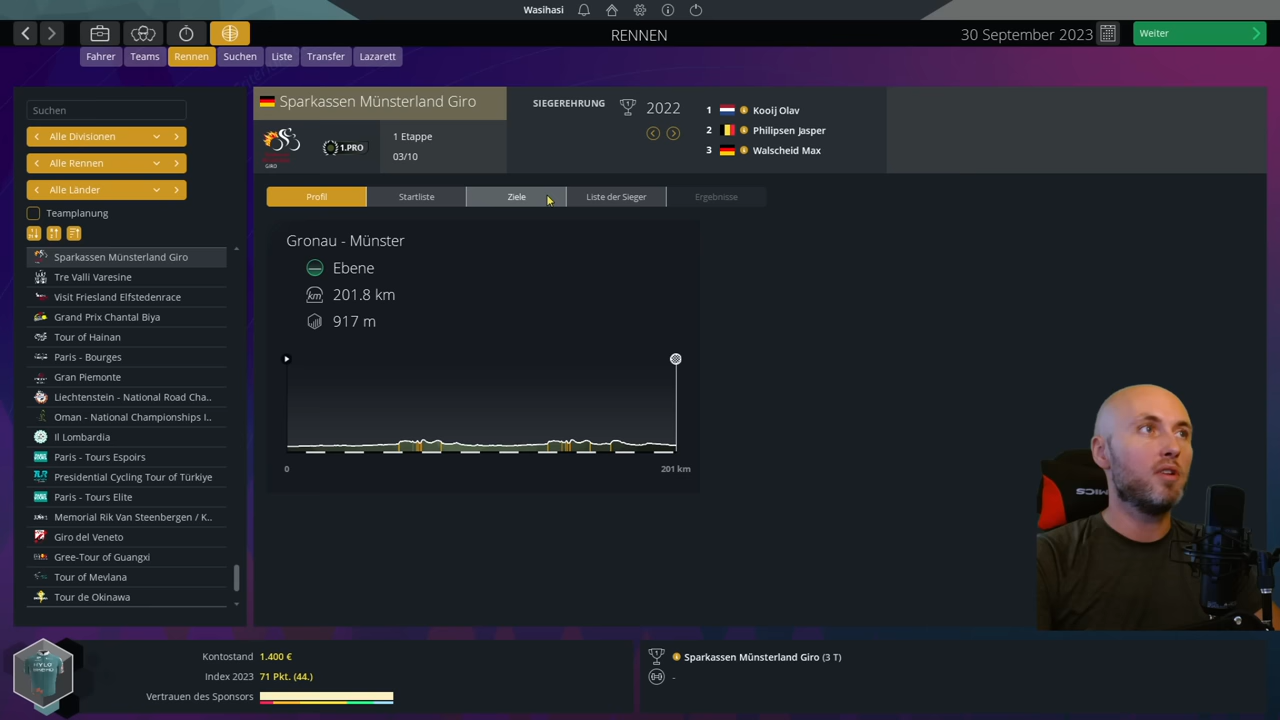 Wasihasi
RENNEN
30 September 2023
Weiter
Fahrer
Teams
Rennen
Suchen
Liste
Transfer
Lazarett
Suchen
Alle Divisionen
Alle Rennen
Alle Länder
Teamplanung
Sparkassen Münsterland Giro
Tre Valli Varesine
Visit Friesland Elfstedenrace
Grand Prix Chantal Biya
Tour of Hainan
Paris - Bourges
Gran Piemonte
Liechtenstein - National Road Cha..
Oman - National Championships I..
Il Lombardia
Paris - Tours Espoirs
Presidential Cycling Tour of Türkiye
Paris - Tours Elite
Memorial Rik Van Steenbergen / K..
Giro del Veneto
Gree-Tour of Guangxi
Tour of Mevlana
Tour de Okinawa
Sparkassen Münsterland Giro
GIRO
1.PRO
1 Etappe
03/10
SIEGEREHRUNG
2022
1 Kooij Olav
2 Philipsen Jasper
3 Walscheid Max
Profil
Startliste
Ziele
Liste der Sieger
Ergebnisse
Gronau - Münster
Ebene
km 201.8 km
917 m
0
201 km
Kontostand 1.400 €
Index 2023 71 Pkt. (44.)
Vertrauen des Sponsors
Sparkassen Münsterland Giro (3 T)
-